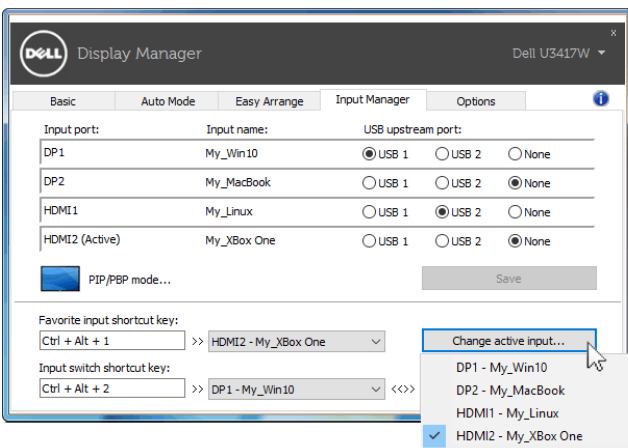 x
DELL Display Manager Dell U3417W
Basic Auto Mode Easy Arrange Input Manager Options i
Input port: Input name: USB upstream port:
DP1 My_Win10 USB 1 USB 2 None
DP2 My_MacBook USB 1 USB 2 None
HDMI1 My_Linux USB 1 USB 2 None
HDMI2 (Active) My_XBox One USB 1 USB 2 None
PIP/PBP mode... Save
Favorite input shortcut key:
Ctrl + Alt + 1 >> HDMI2 - My_XBox One Change active input...
Input switch shortcut key:
Ctrl + Alt + 2 >> DP1 - My_Win10 <<>>
DP1 - My_Win10
DP2 - My_MacBook
HDMI1 - My_Linux
HDMI2 - My_XBox One